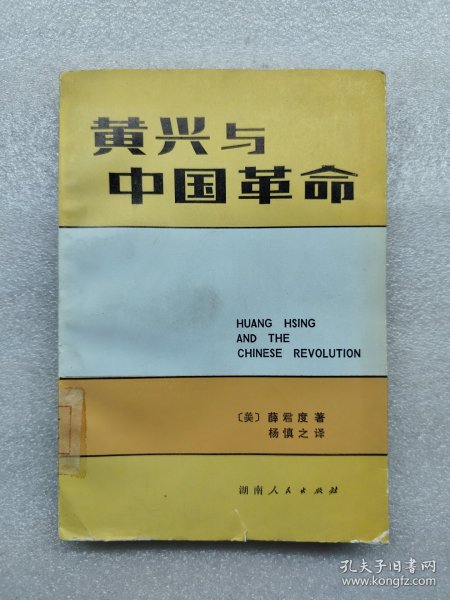 黄兴与
中国革命
HUANG HSING
AND THE
CHINESE REVOLUTION
〔美〕薛君度著
杨慎之译
湖南人民出版社
孔夫子旧书网
www.kongfz.com